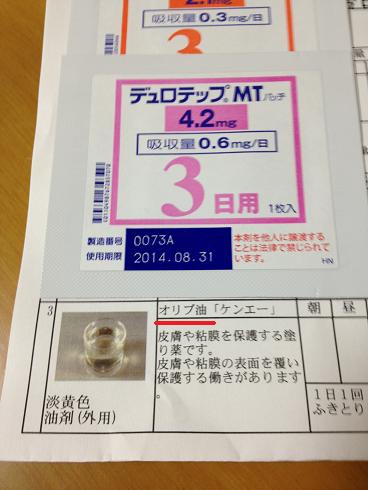 2.1mg
吸収量 0.3mg/日
デュロテップ® MTパッチ
4.2mg
吸収量 0.6mg/日
3日用
1枚入
製造番号 0073A
使用期限 2014.08.31
本剤を他人に譲渡する
ことは法律で禁じられて
います。
HN
3
オリブ油「ケンエー」
朝
昼
皮膚や粘膜を保護する塗
り薬です。
皮膚や粘膜の表面を覆い
保護する働きがあります
。
淡黄色
油剤(外用)
1日1回
ふきとり